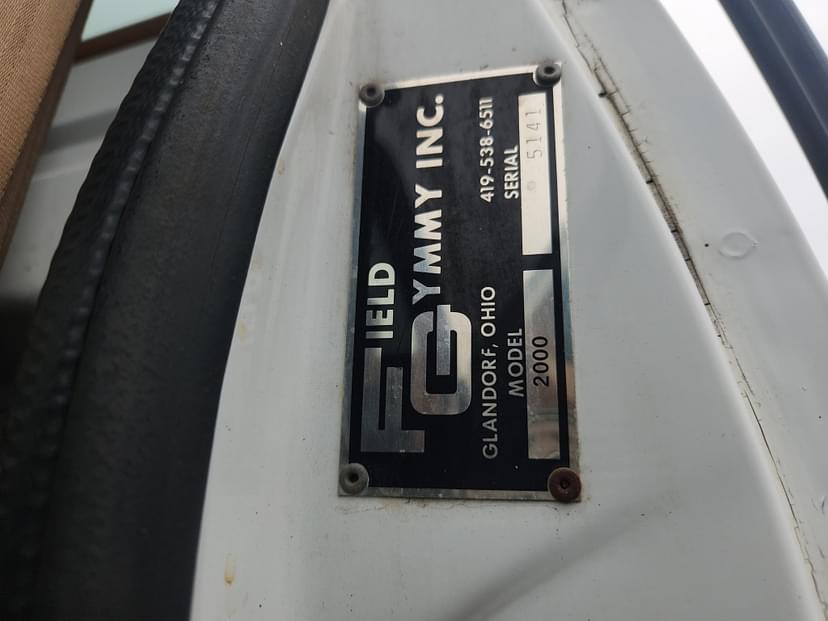 FIELD
GYMMY INC.
GLANDORF, OHIO 419-538-6511
MODEL SERIAL
2000 5141